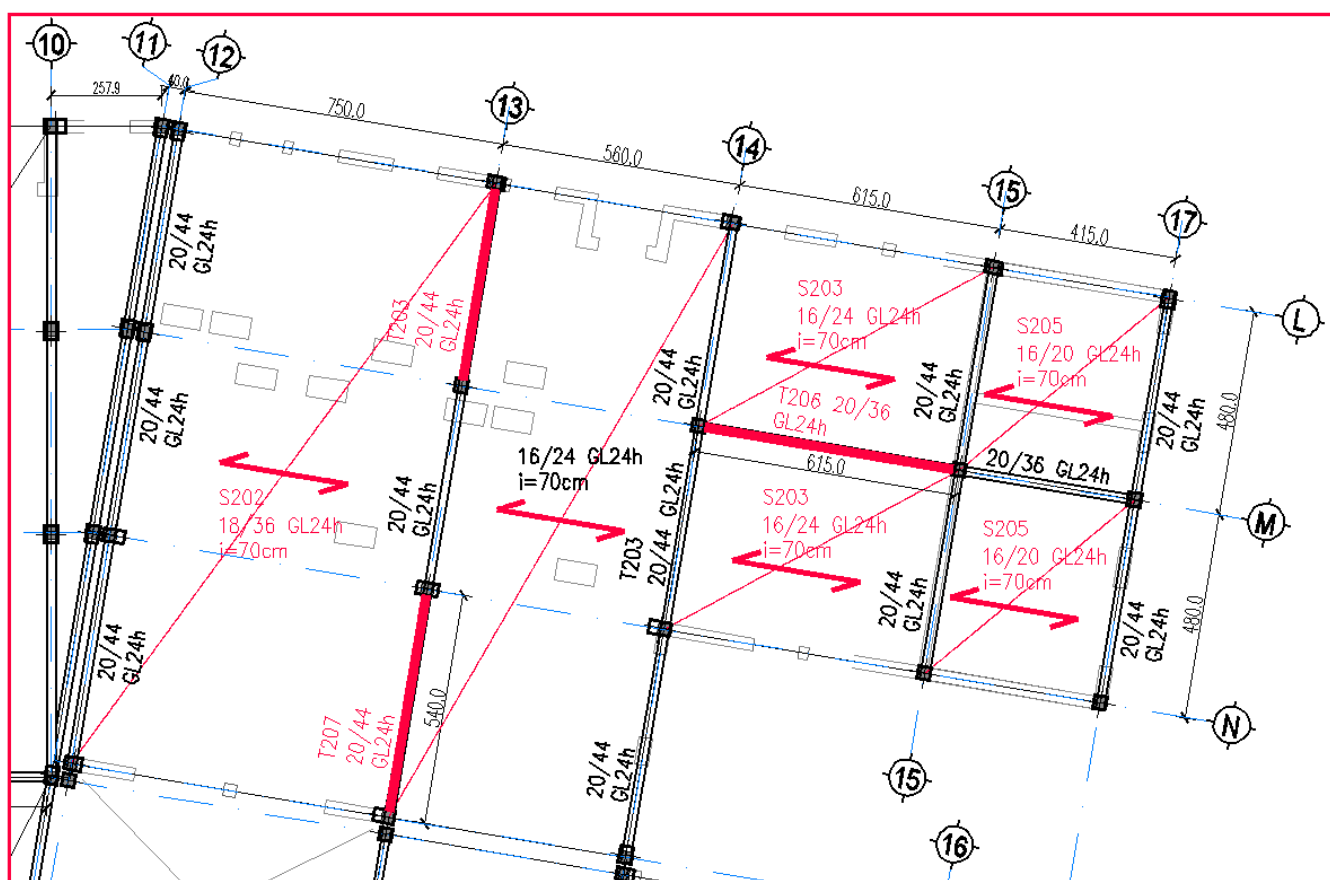 10
11
12
257.9
40.0
750.0
13
560.0
14
615.0
15
415.0
17
20/44
GL24h
T203
20/44
GL24h
S203
16/24 GL24h
i=70cm
S205
16/20 GL24h
i=70cm
L
20/44
GL24h
20/44
GL24h
20/44
GL24h
20/44
GL24h
480.0
T206 20/36
GL24h
615.0
20/36 GL24h
16/24 GL24h
i=70cm
20/44
GL24h
S202
18/36 GL24h
i=70cm
T203
20/44 GL24h
S203
16/24 GL24h
i=70cm
S205
16/20 GL24h
i=70cm
M
20/44
GL24h
20/44
GL24h
20/44
GL24h
480.0
T207
20/44
GL24h
540.0
20/44
GL24h
N
15
16